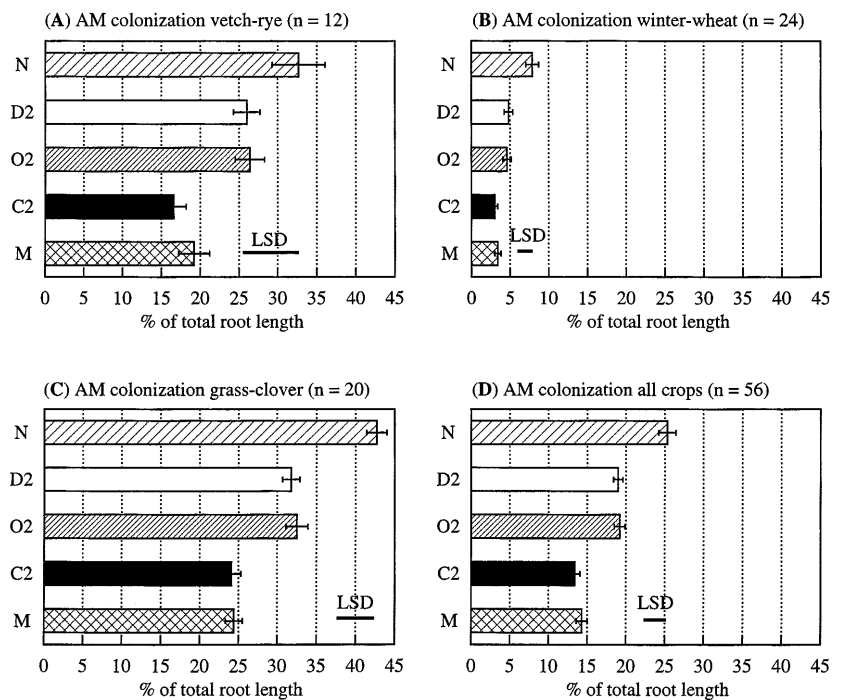 (A) AM colonization vetch-rye (n = 12)
N
D2
O2
C2
M
LSD
0 5 10 15 20 25 30 35 40 45
% of total root length
(B) AM colonization winter-wheat (n = 24)
N
D2
O2
C2
M
LSD
0 5 10 15 20 25 30 35 40 45
% of total root length
(C) AM colonization grass-clover (n = 20)
N
D2
O2
C2
M
LSD
0 5 10 15 20 25 30 35 40 45
% of total root length
(D) AM colonization all crops (n = 56)
N
D2
O2
C2
M
LSD
0 5 10 15 20 25 30 35 40 45
% of total root length